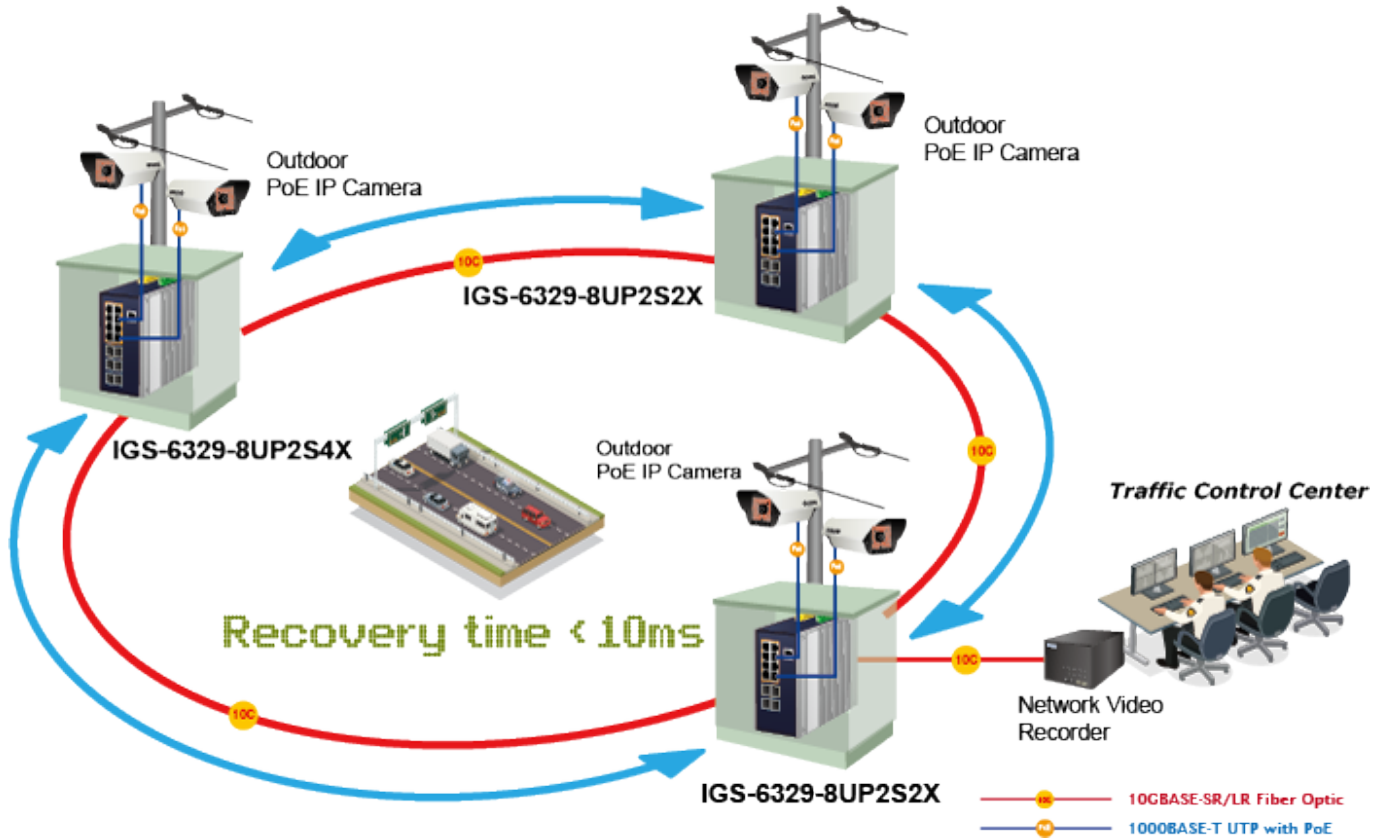 Outdoor
PoE IP Camera
Outdoor
PoE IP Camera
10G
IGS-6329-8UP2S2X
IGS-6329-8UP2S4X
Outdoor
PoE IP Camera
10G
Traffic Control Center
Recovery time < 10ms
10G
10G
Network Video
Recorder
IGS-6329-8UP2S2X
10G
10GBASE-SR/LR Fiber Optic
PoE
1000BASE-T UTP with PoE